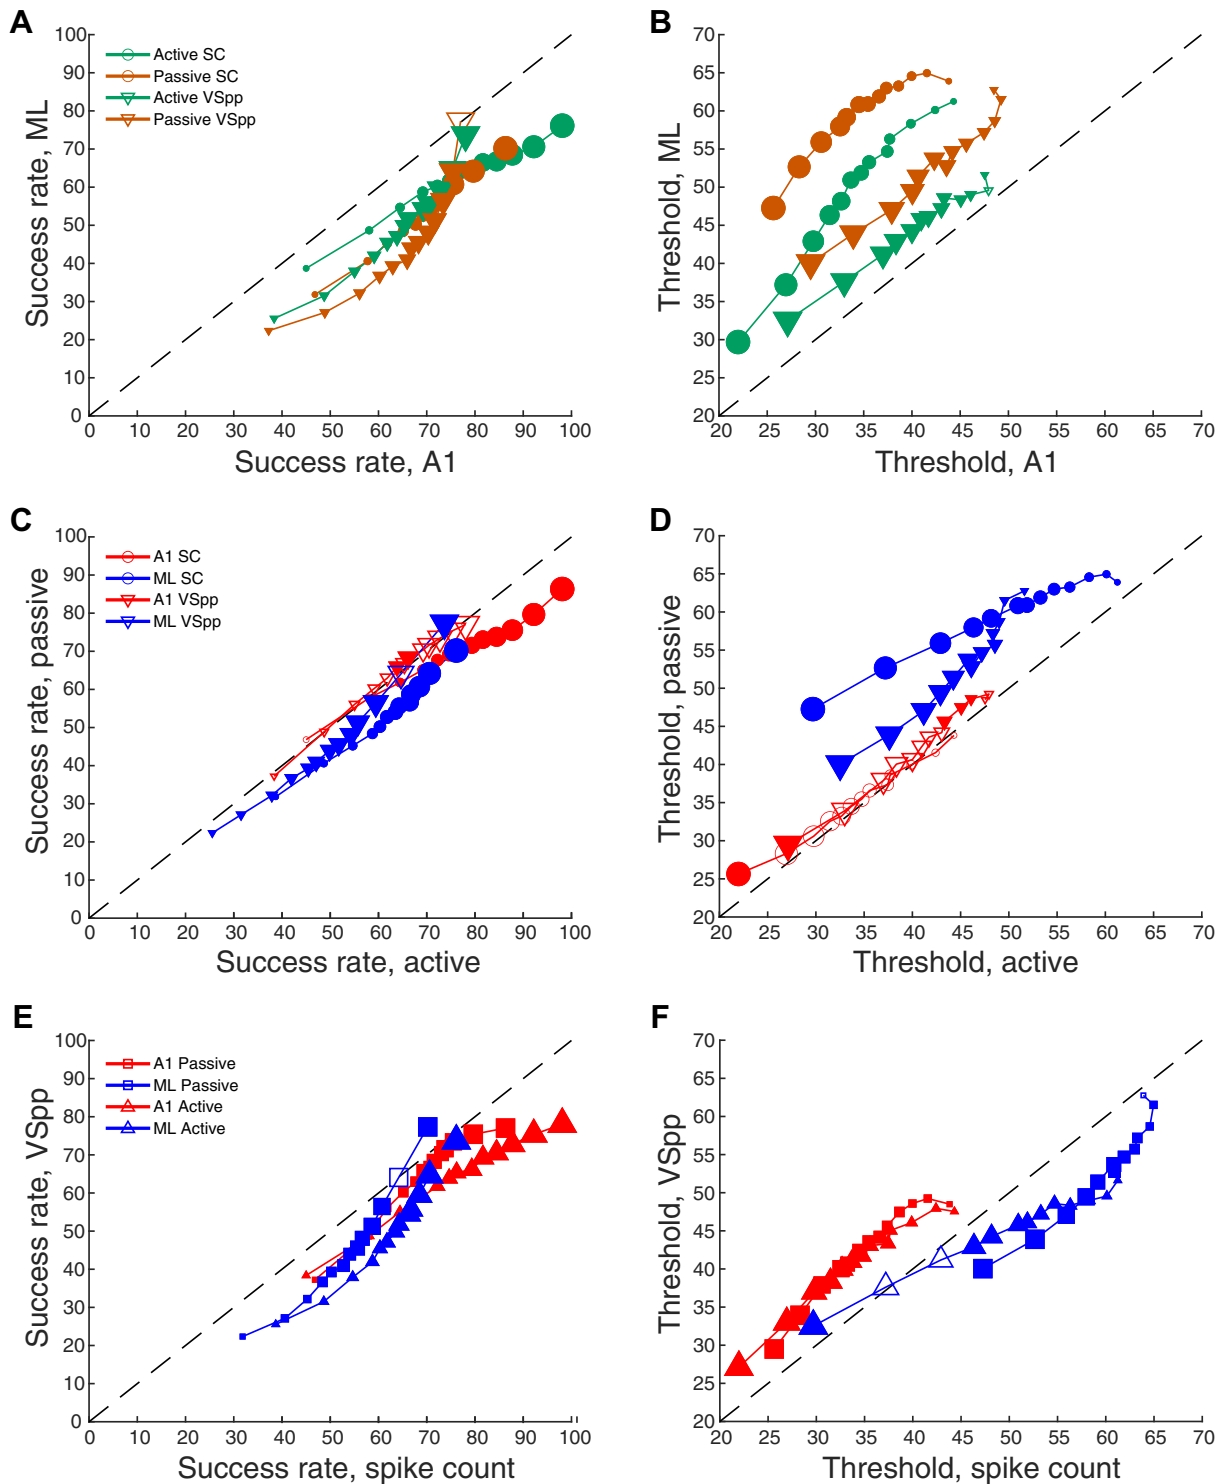 A
B
100
90
80
70
60
50
40
30
20
10
0
Success rate, ML
Active SC
Passive SC
Active VSpp
Passive VSpp
0 10 20 30 40 50 60 70 80 90 100
Success rate, A1
70
65
60
55
50
45
40
35
30
25
20
Threshold, ML
20 25 30 35 40 45 50 55 60 65 70
Threshold, A1
C
D
100
90
80
70
60
50
40
30
20
10
0
Success rate, passive
A1 SC
ML SC
A1 VSpp
ML VSpp
0 10 20 30 40 50 60 70 80 90 100
Success rate, active
70
65
60
55
50
45
40
35
30
25
20
Threshold, passive
20 25 30 35 40 45 50 55 60 65 70
Threshold, active
E
F
100
90
80
70
60
50
40
30
20
10
0
Success rate, VSpp
A1 Passive
ML Passive
A1 Active
ML Active
0 10 20 30 40 50 60 70 80 90 100
Success rate, spike count
70
65
60
55
50
45
40
35
30
25
20
Threshold, VSpp
20 25 30 35 40 45 50 55 60 65 70
Threshold, spike count